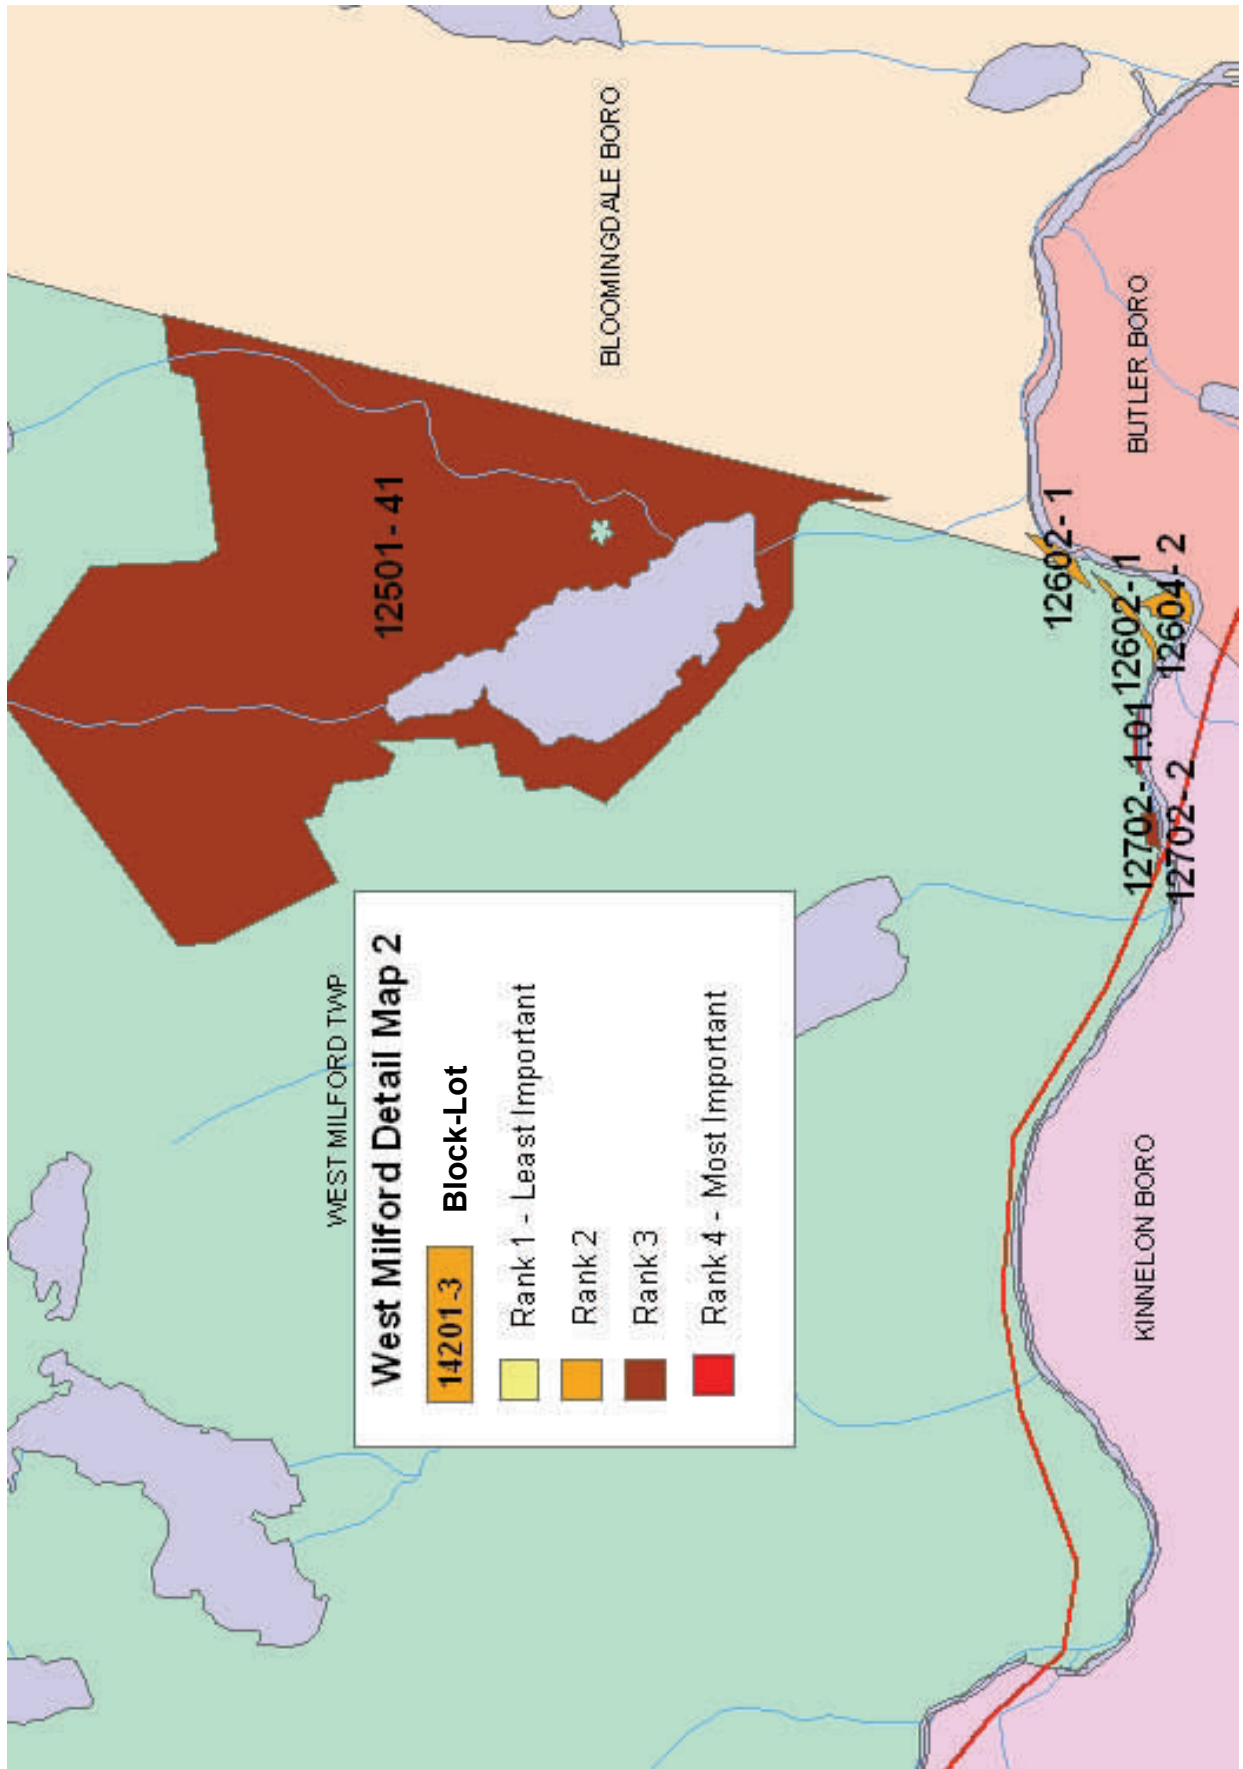 West Milford Detail Map 2
14201-3
Block-Lot
Rank 1 - Least Important
Rank 2
Rank 3
Rank 4 - Most Important
WEST MILFORD TWP
12501 - 41
BLOOMINGDALE BORO
12602 - 1
12602 - 1
12604 - 2
12702 - 1.01
12702 - 2
BUTLER BORO
KINNELON BORO